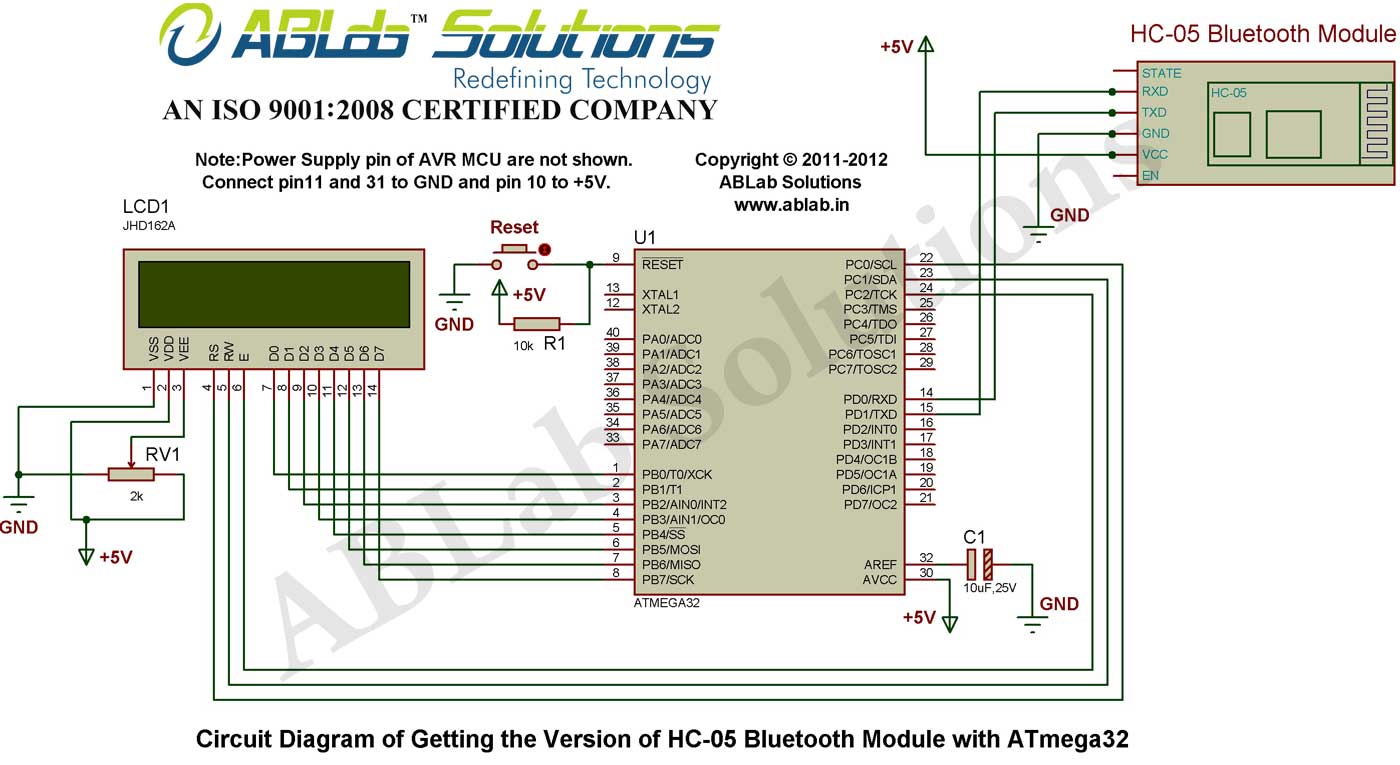 ABLab Solutions™
Redefining Technology
AN ISO 9001:2008 CERTIFIED COMPANY
Note:Power Supply pin of AVR MCU are not shown.
Connect pin11 and 31 to GND and pin 10 to +5V.
Copyright © 2011-2012
ABLab Solutions
www.ablab.in
HC-05 Bluetooth Module
+5V
STATE
RXD
TXD
GND
VCC
EN
HC-05
GND
LCD1
JHD162A
VSS
VDD
VEE
RS
RW
E
D0
D1
D2
D3
D4
D5
D6
D7
1
2
3
4
5
6
7
8
9
10
11
12
13
14
RV1
2k
GND
+5V
Reset
GND
+5V
10k
R1
U1
9 RESET
13 XTAL1
12 XTAL2
40 PA0/ADC0
39 PA1/ADC1
38 PA2/ADC2
37 PA3/ADC3
36 PA4/ADC4
35 PA5/ADC5
34 PA6/ADC6
33 PA7/ADC7
1 PB0/T0/XCK
2 PB1/T1
3 PB2/AIN0/INT2
4 PB3/AIN1/OC0
5 PB4/SS
6 PB5/MOSI
7 PB6/MISO
8 PB7/SCK
PC0/SCL 22
PC1/SDA 23
PC2/TCK 24
PC3/TMS 25
PC4/TDO 26
PC5/TDI 27
PC6/TOSC1 28
PC7/TOSC2 29
PD0/RXD 14
PD1/TXD 15
PD2/INT0 16
PD3/INT1 17
PD4/OC1B 18
PD5/OC1A 19
PD6/ICP1 20
PD7/OC2 21
AREF 32
AVCC 30
ATMEGA32
C1
10uF,25V
GND
+5V
ABLab Solutions
Circuit Diagram of Getting the Version of HC-05 Bluetooth Module with ATmega32